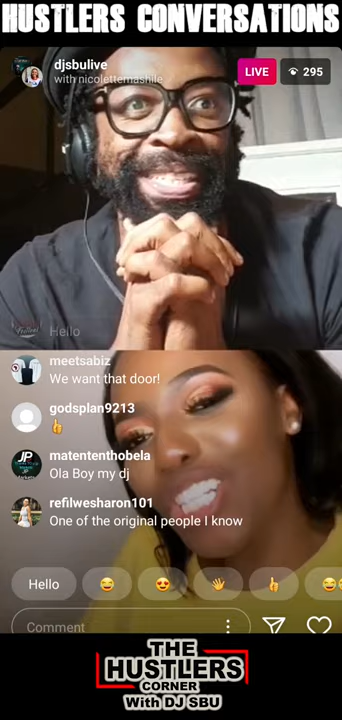 HUSTLERS CONVERSATIONS
djsbulive
with nicolettemashile
LIVE
295
Hello
meetsabiz
We want that door!
godsplan9213
👍
matententhobela
Ola Boy my dj
refilwesharon101
One of the original people I know
Hello
😂
😍
👋
👍
Comment
THE
HUSTLERS
CORNER
With DJ SBU